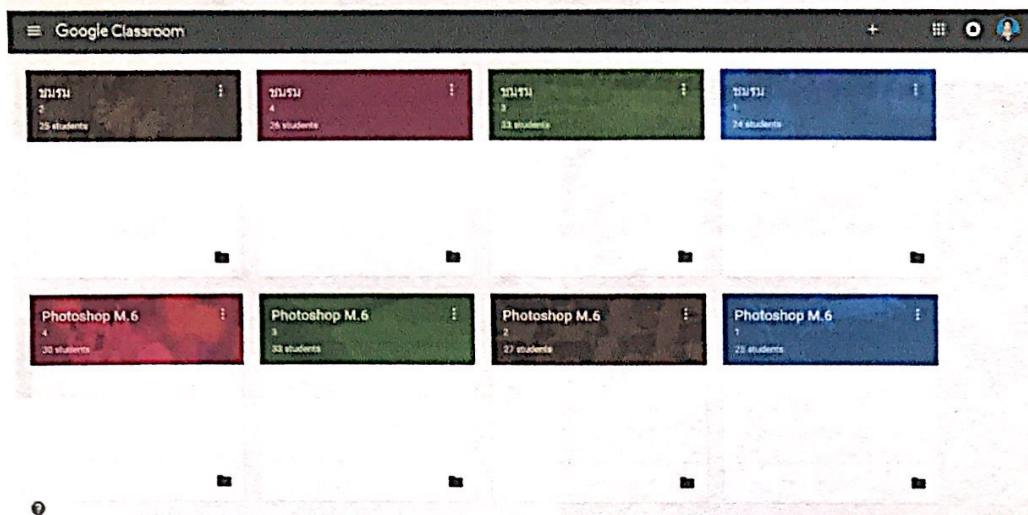 Google Classroom
ชมรม
2
25 students
ชมรม
4
26 students
ชมรม
3
33 students
ชมรม
1
24 students
Photoshop M.6
4
30 students
Photoshop M.6
3
33 students
Photoshop M.6
2
27 students
Photoshop M.6
1
25 students